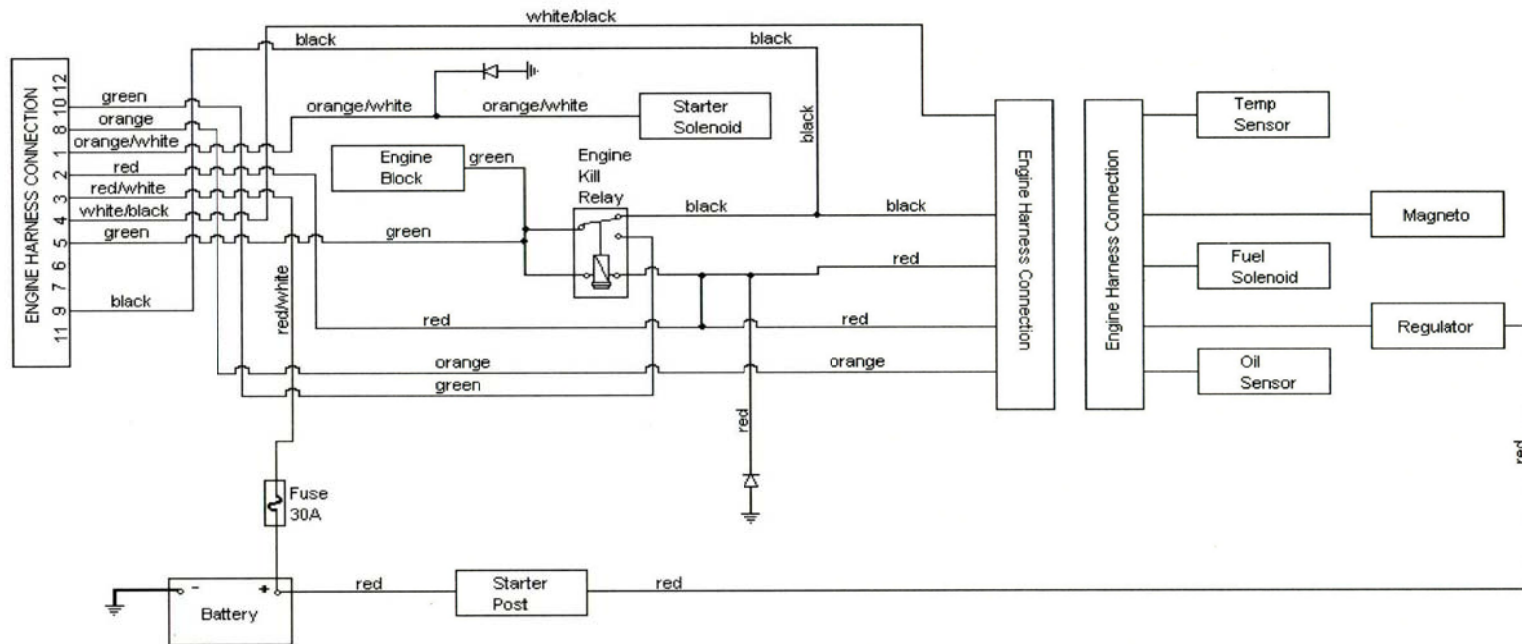 white/black
black
black
ENGINE HARNESS CONNECTION
12
10
8
1
2
3
4
5
6
7
9
11
green
orange
orange/white
red
red/white
white/black
green
black
orange/white
orange/white
Starter
Solenoid
black
Engine
Block
green
Engine
Kill
Relay
black
black
green
red
red/white
red
red
orange
orange
green
red
Engine Harness Connection
Engine Harness Connection
Temp
Sensor
Magneto
Fuel
Solenoid
Regulator
Oil
Sensor
red
Fuse
30A
-
+
Battery
red
Starter
Post
red